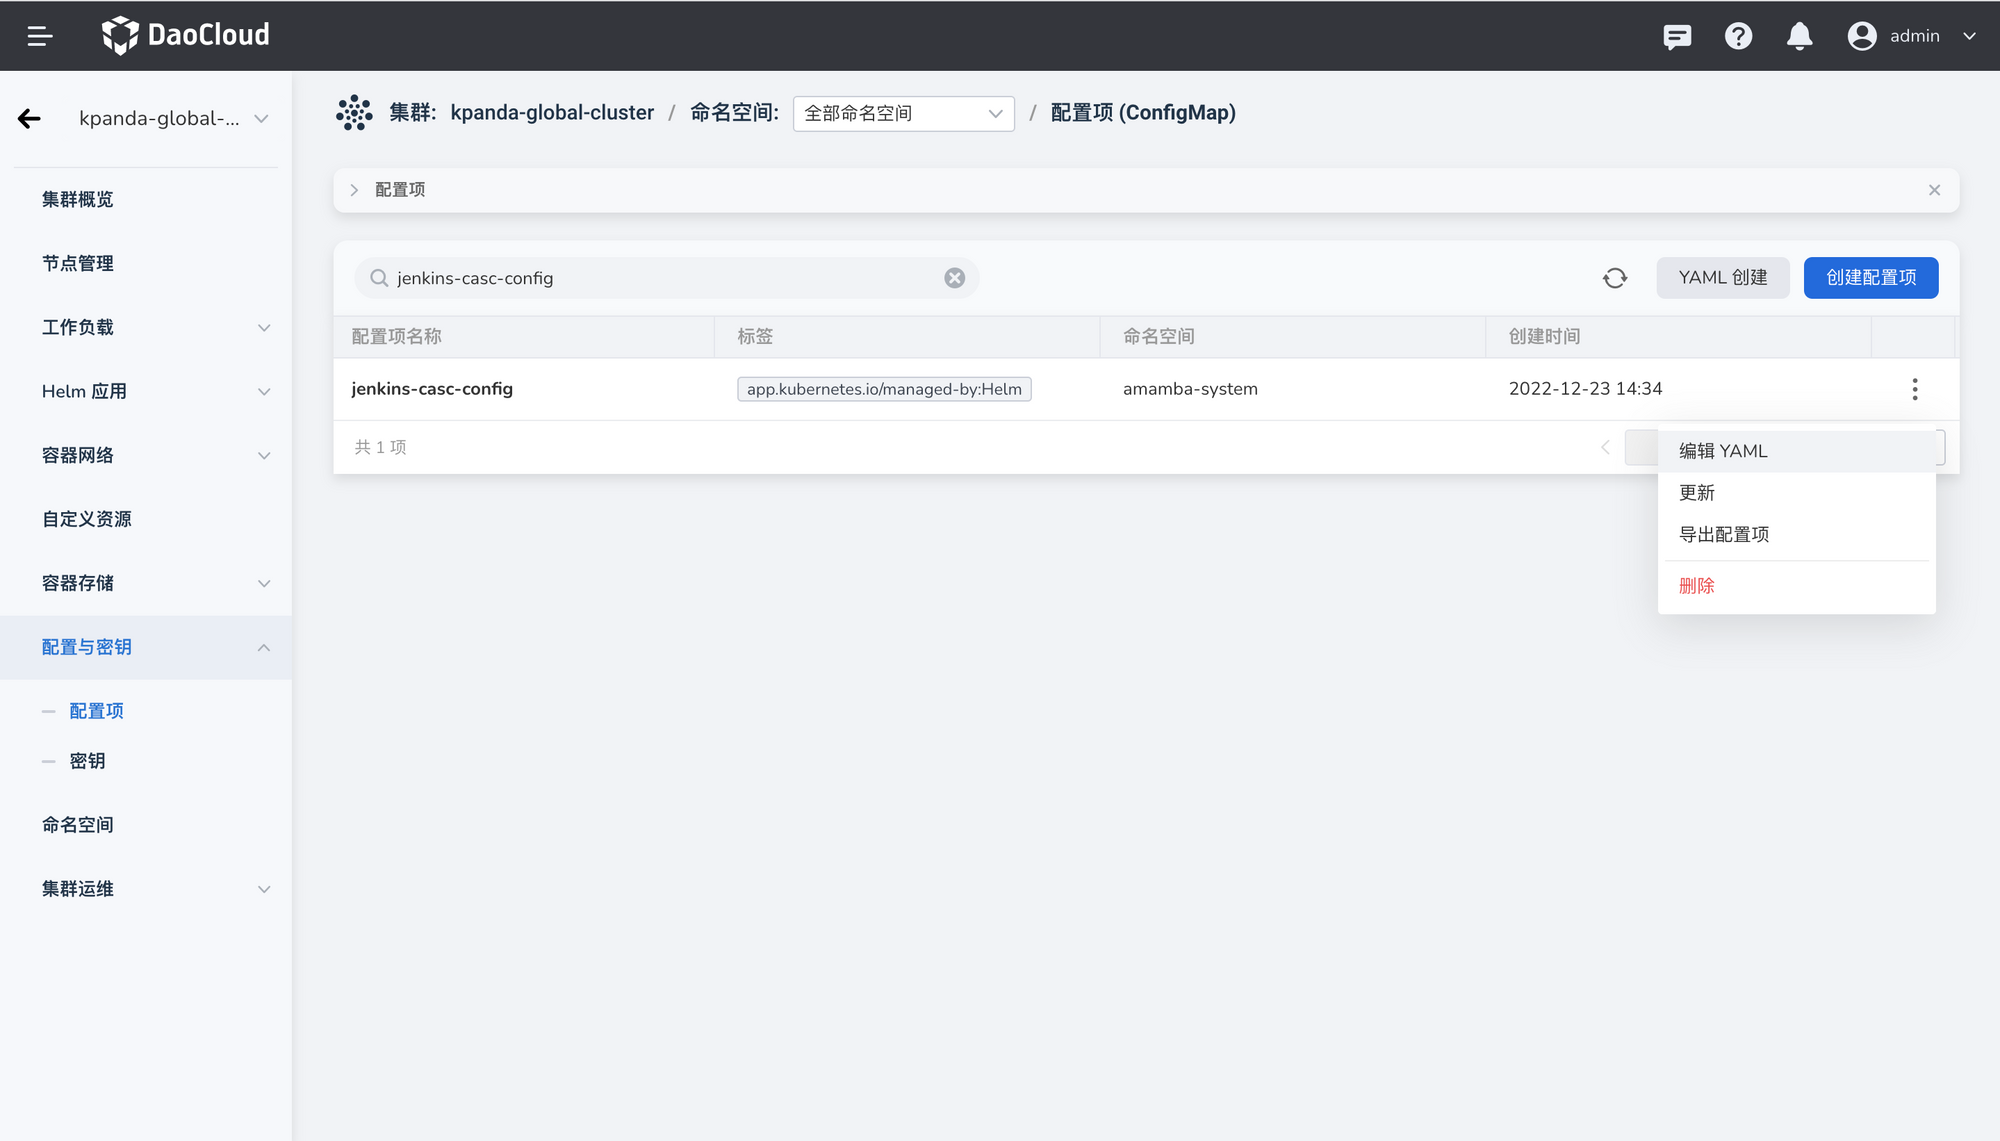 DaoCloud
admin
kpanda-global-...
集群: kpanda-global-cluster / 命名空间: 全部命名空间 / 配置项 (ConfigMap)
集群概览
节点管理
工作负载
Helm 应用
容器网络
自定义资源
容器存储
配置与密钥
配置项
密钥
命名空间
集群运维
配置项
jenkins-casc-config
YAML 创建
创建配置项
配置项名称 标签 命名空间 创建时间
jenkins-casc-config app.kubernetes.io/managed-by:Helm amamba-system 2022-12-23 14:34
共 1 项
编辑 YAML
更新
导出配置项
删除